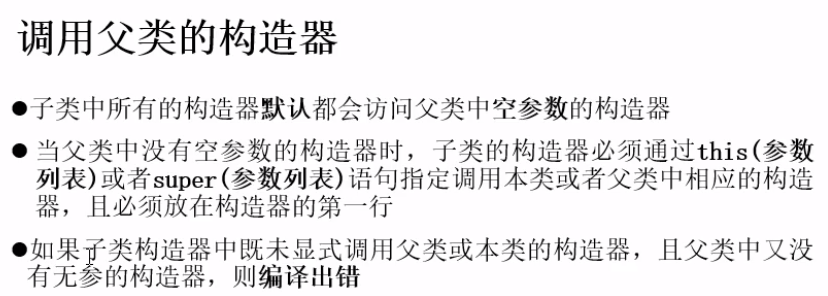 调用父类的构造器
●子类中所有的构造器默认都会访问父类中空参数的构造器
●当父类中没有空参数的构造器时，子类的构造器必须通过this(参数
列表)或者super(参数列表)语句指定调用本类或者父类中相应的构造
器，且必须放在构造器的第一行
●如果子类构造器中既未显式调用父类或本类的构造器，且父类中又没
有无参的构造器，则编译出错